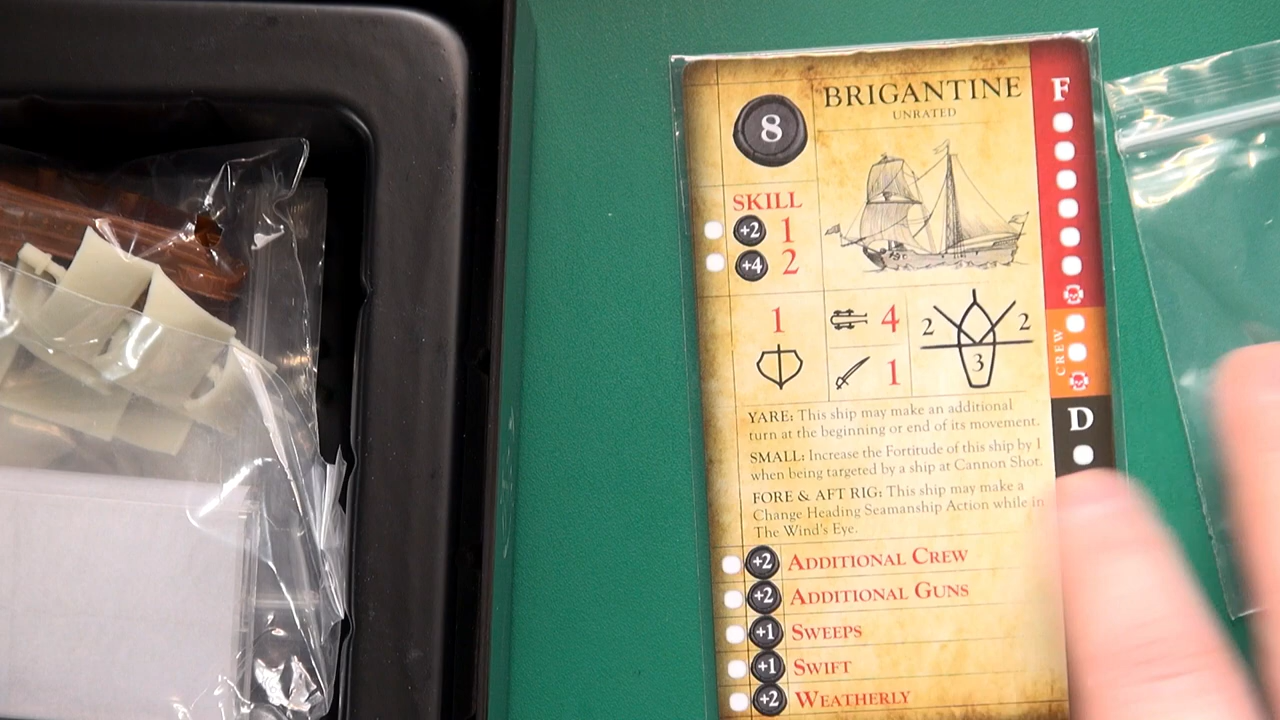 BRIGANTINE
UNRATED
8
F
SKILL
+2 1
+4 2
1
4
1
2 2
3
CREW
D
YARE: This ship may make an additional
turn at the beginning or end of its movement.
SMALL: Increase the Fortitude of this ship by 1
when being targeted by a ship at Cannon Shot.
FORE & AFT RIG: This ship may make a
Change Heading Seamanship Action while in
The Wind's Eye.
+2 ADDITIONAL CREW
+2 ADDITIONAL GUNS
+1 SWEEPS
+1 SWIFT
+2 WEATHERLY